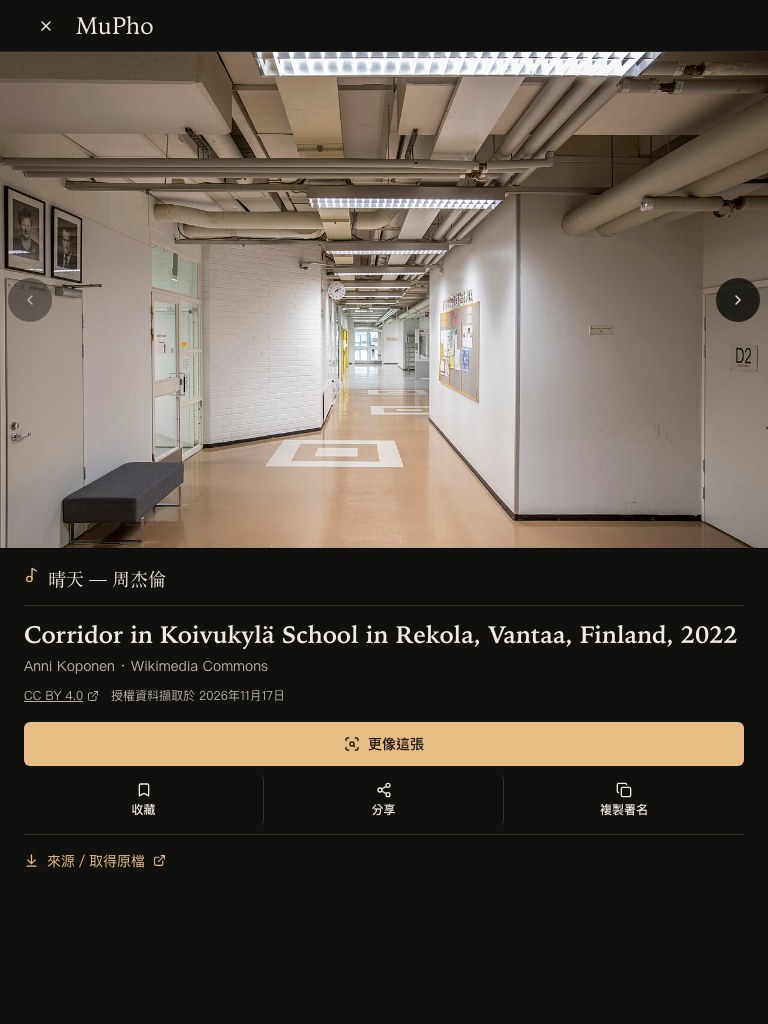 MuPho
D2
晴天 — 周杰倫
Corridor in Koivukylä School in Rekola, Vantaa, Finland, 2022
Anni Koponen · Wikimedia Commons
CC BY 4.0 授權資料擷取於 2026年11月17日
更像這張
收藏 分享 複製署名
來源 / 取得原檔